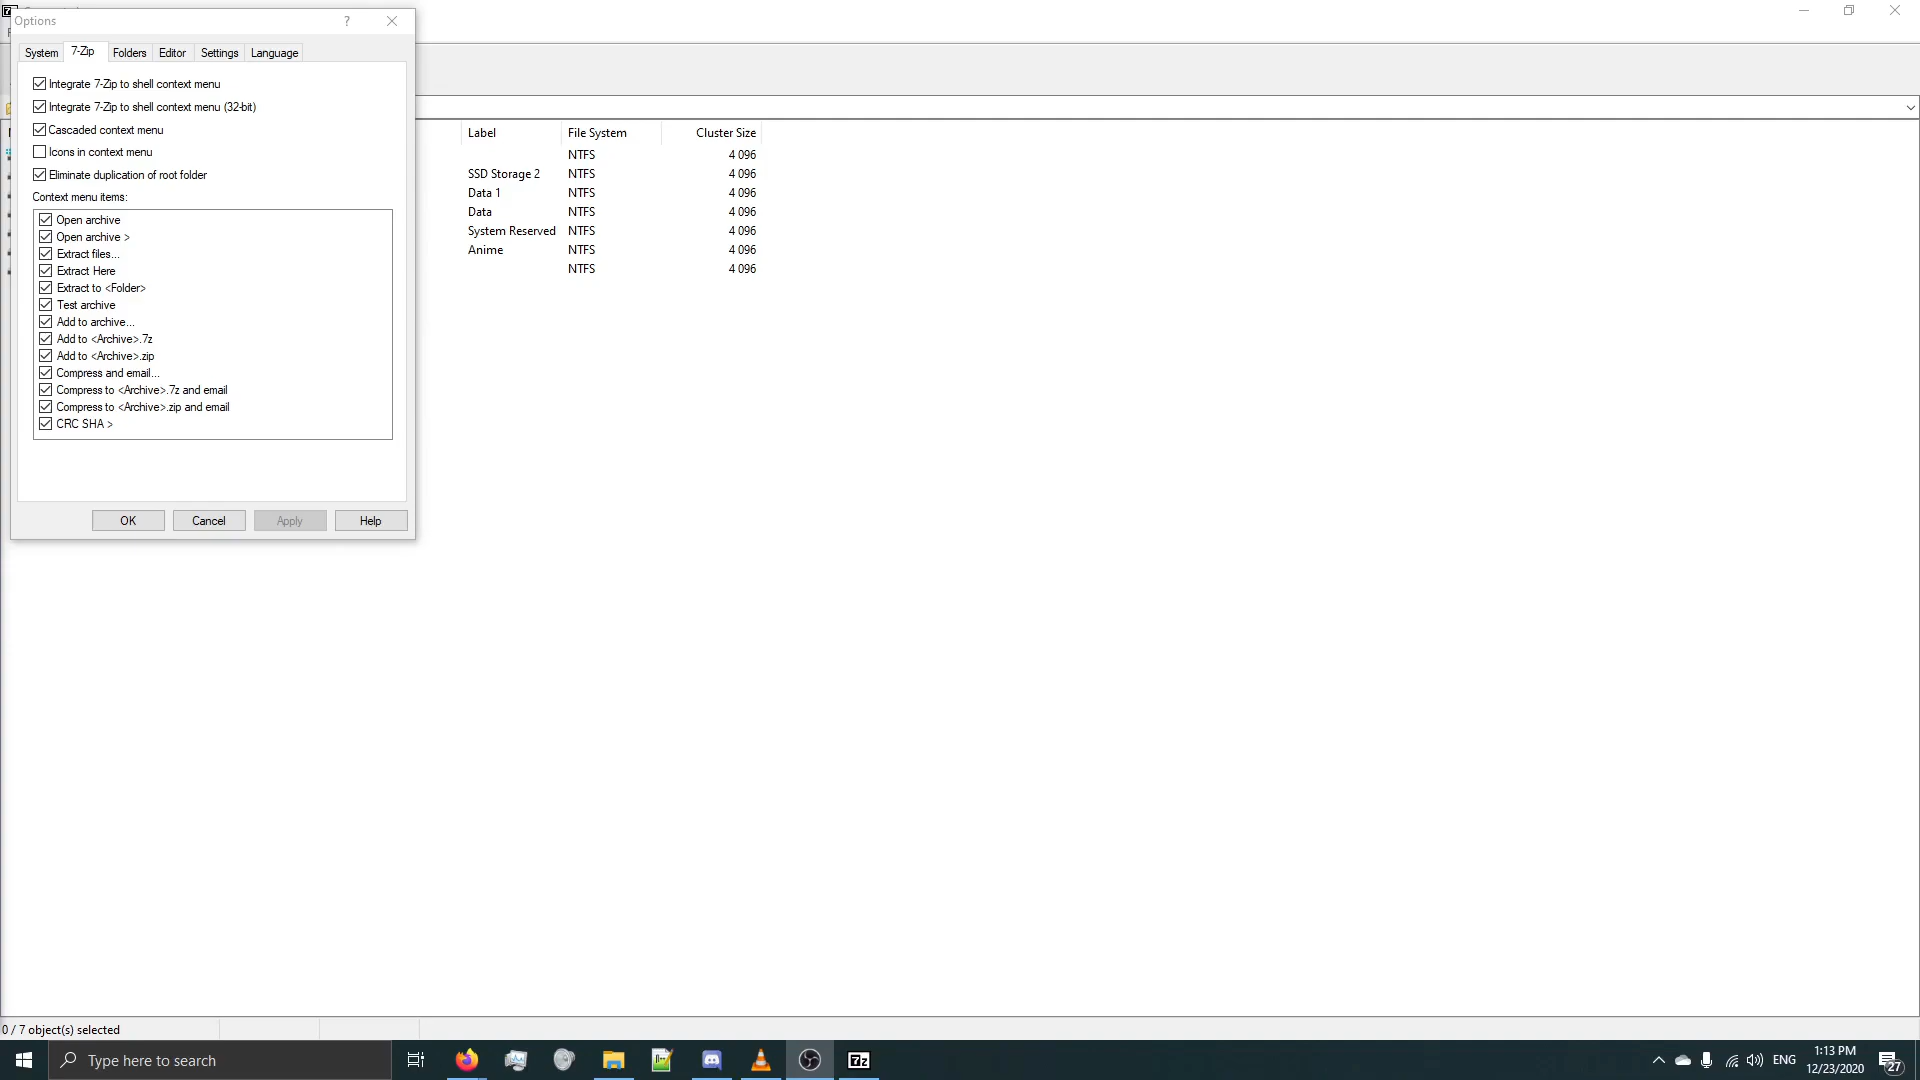 Options
?
System
7-Zip
Folders
Editor
Settings
Language
Integrate 7-Zip to shell context menu
Integrate 7-Zip to shell context menu (32-bit)
Cascaded context menu
Icons in context menu
Eliminate duplication of root folder
Context menu items:
Open archive
Open archive >
Extract files...
Extract Here
Extract to <Folder>
Test archive
Add to archive...
Add to <Archive>.7z
Add to <Archive>.zip
Compress and email...
Compress to <Archive>.7z and email
Compress to <Archive>.zip and email
CRC SHA >
OK
Cancel
Apply
Help
Label File System Cluster Size
NTFS 4 096
SSD Storage 2 NTFS 4 096
Data 1 NTFS 4 096
Data NTFS 4 096
System Reserved NTFS 4 096
Anime NTFS 4 096
NTFS 4 096
0 / 7 object(s) selected
Type here to search
7z
ENG
1:13 PM
12/23/2020
27